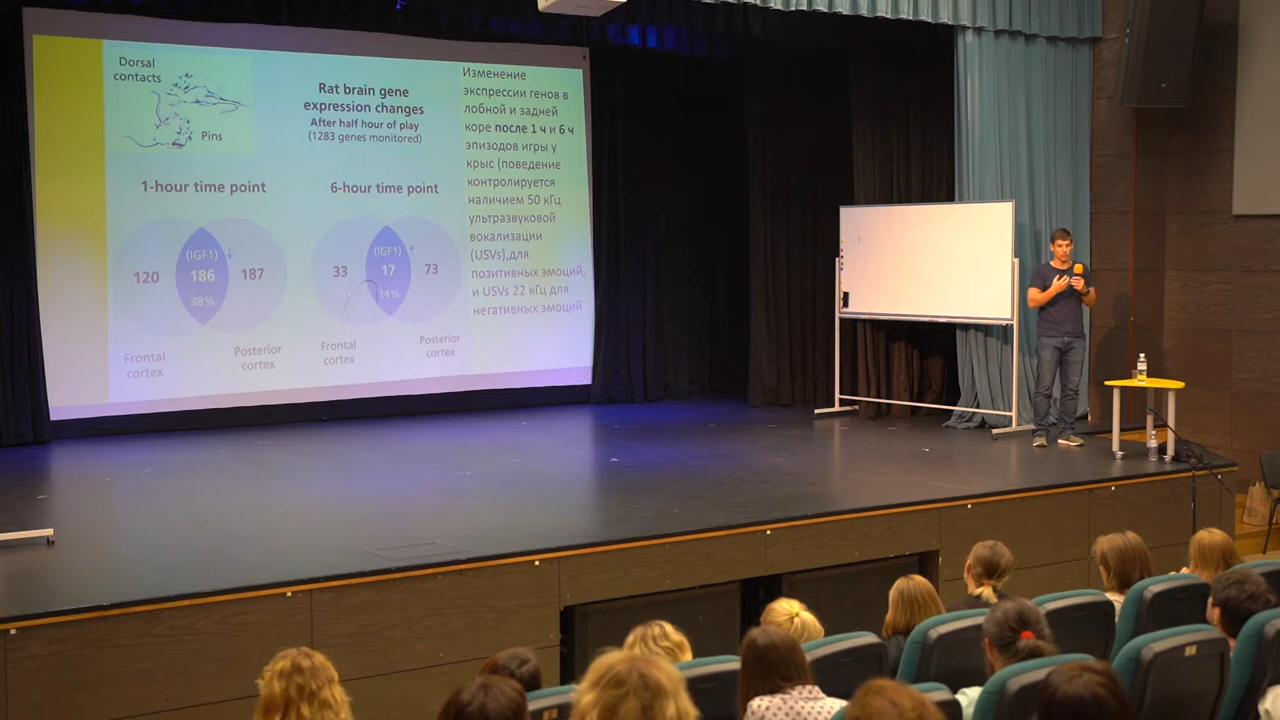 Dorsal
contacts
Pins
Rat brain gene
expression changes
After half hour of play
(1283 genes monitored)
1-hour time point
6-hour time point
(IGF1) ↓
120 186 187
38%
(IGF1) ↑
33 17 73
14%
Frontal
cortex
Posterior
cortex
Frontal
cortex
Posterior
cortex
Изменение
экспрессии генов в
лобной и задней
коре после 1 ч и 6 ч
эпизодов игры у
крыс (поведение
контролируется
наличием 50 кГц
ультразвуковой
вокализации
(USVs),для
позитивных эмоций,
и USVs 22 кГц для
негативных эмоций